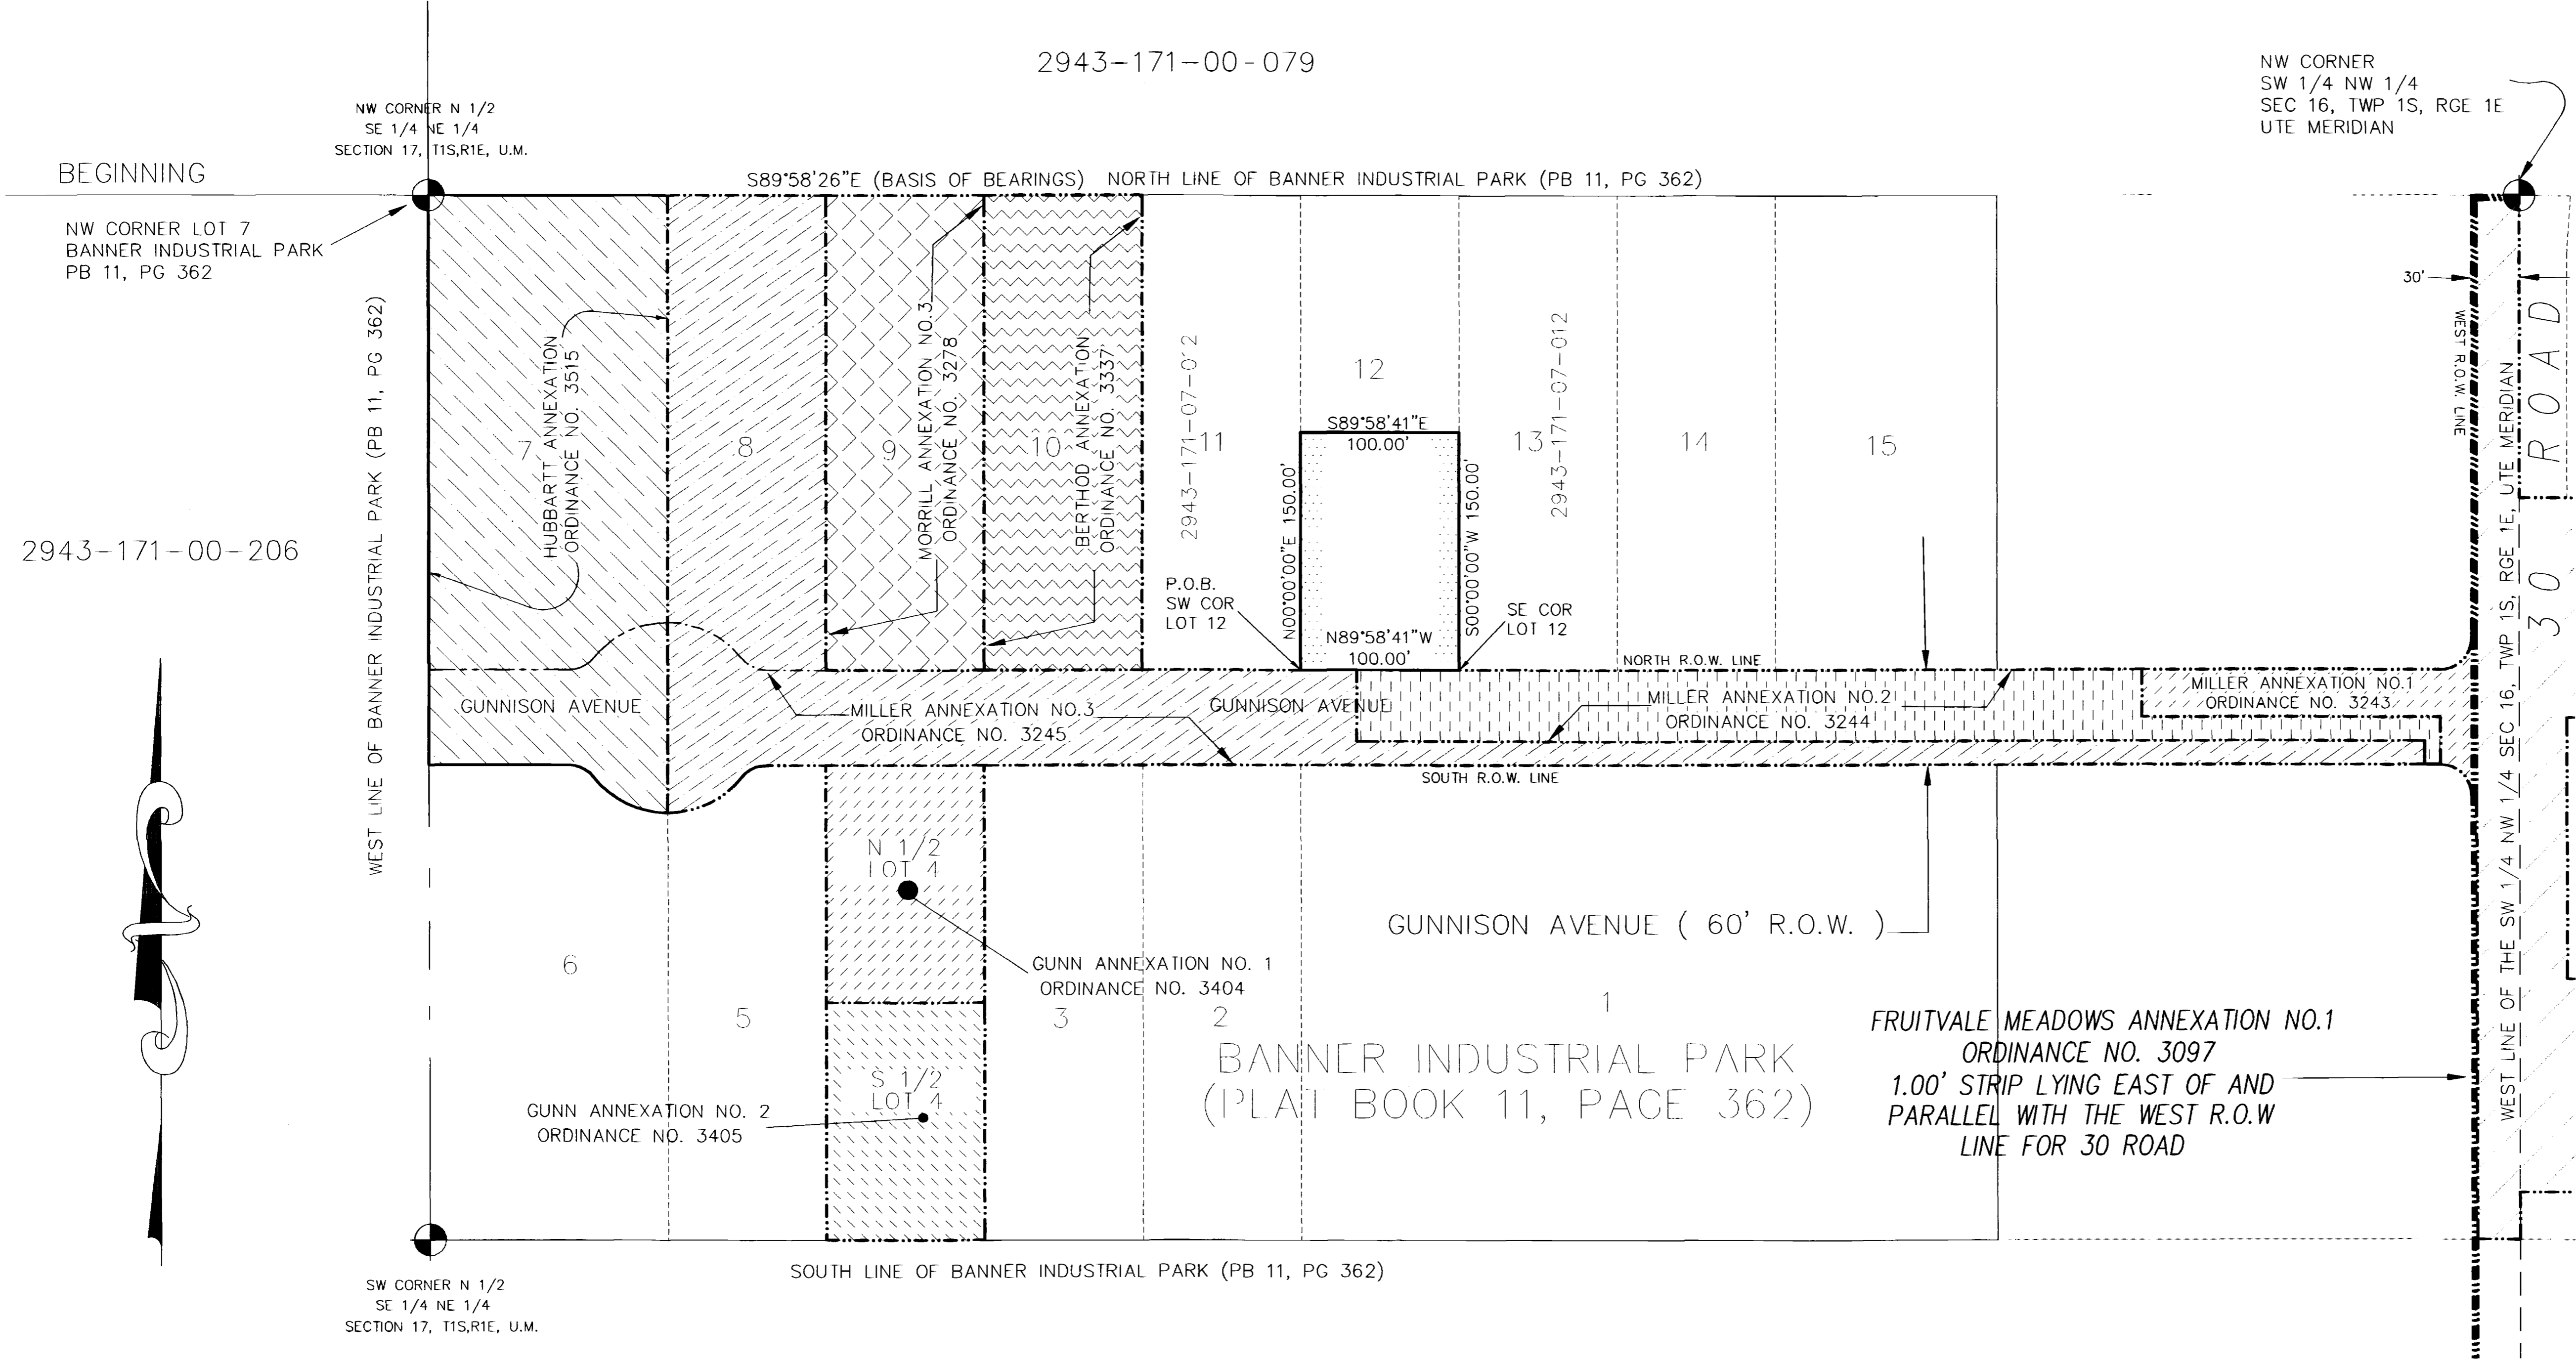 2943-171-00-079
NW CORNER
SW 1/4 NW 1/4
SEC 16, TWP 1S, RGE 1E
UTE MERIDIAN
NW CORNER N 1/2
SE 1/4 NE 1/4
SECTION 17, T1S,R1E, U.M.
BEGINNING
S89°58'26"E (BASIS OF BEARINGS) NORTH LINE OF BANNER INDUSTRIAL PARK (PB 11, PG 362)
NW CORNER LOT 7
BANNER INDUSTRIAL PARK
PB 11, PG 362
30'
WEST LINE OF BANNER INDUSTRIAL PARK (PB 11, PG 362)
2943-171-00-206
7
HUBBARTT ANNEXATION
ORDINANCE NO. 3515
8
9
MORRILL ANNEXATION NO.3
ORDINANCE NO. 3278
10
BERTHOD ANNEXATION
ORDINANCE NO. 3337
2943-171-07-012
11
12
S89°58'41"E
100.00'
N00°00'00"E 150.00'
S00°00'00"W 150.00'
N89°58'41"W
100.00'
P.O.B.
SW COR
LOT 12
SE COR
LOT 12
13
2943-171-07-012
14
15
WEST R.O.W. LINE
WEST LINE OF THE SW 1/4 NW 1/4 SEC 16, TWP 1S, RGE 1E, UTE MERIDIAN
30 ROAD
NORTH R.O.W. LINE
GUNNISON AVENUE
MILLER ANNEXATION NO.3
ORDINANCE NO. 3245
GUNNISON AVENUE
MILLER ANNEXATION NO.2
ORDINANCE NO. 3244
MILLER ANNEXATION NO.1
ORDINANCE NO. 3243
SOUTH R.O.W. LINE
N 1/2
LOT 4
GUNNISON AVENUE ( 60' R.O.W. )
6
GUNN ANNEXATION NO. 1
ORDINANCE NO. 3404
5
3
2
1
BANNER INDUSTRIAL PARK
(PLAT BOOK 11, PAGE 362)
FRUITVALE MEADOWS ANNEXATION NO.1
ORDINANCE NO. 3097
1.00' STRIP LYING EAST OF AND
PARALLEL WITH THE WEST R.O.W
LINE FOR 30 ROAD
S 1/2
LOT 4
GUNN ANNEXATION NO. 2
ORDINANCE NO. 3405
SOUTH LINE OF BANNER INDUSTRIAL PARK (PB 11, PG 362)
SW CORNER N 1/2
SE 1/4 NE 1/4
SECTION 17, T1S,R1E, U.M.